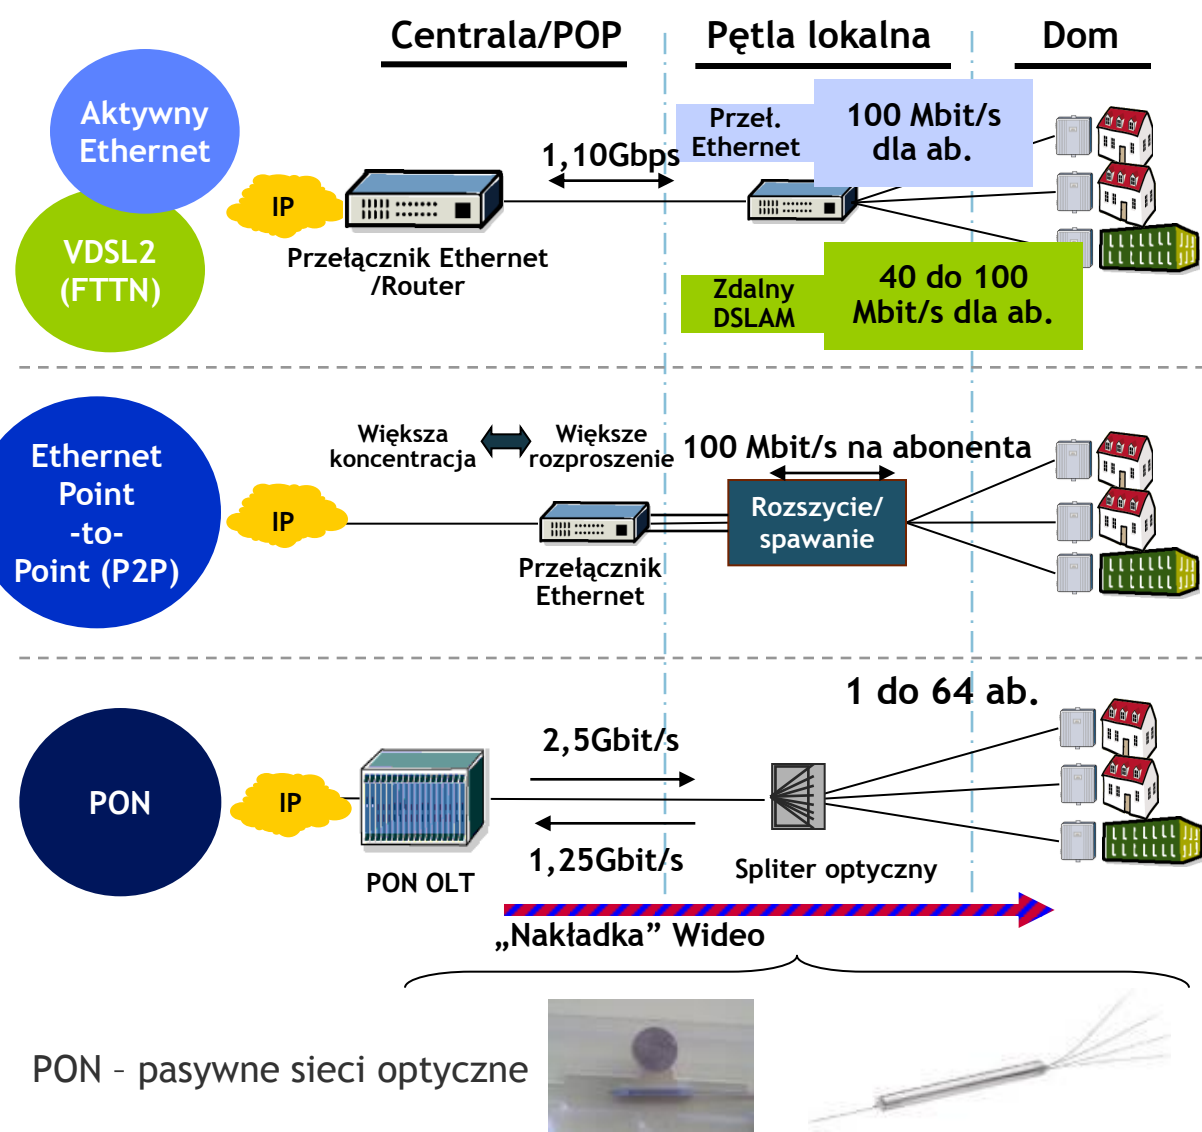 Centrala/POP
Pętla lokalna
Dom
Aktywny
Ethernet
VDSL2
(FTTN)
IP
1,10Gbps
Przełącznik Ethernet
/Router
Przeł.
Ethernet
100 Mbit/s
dla ab.
Zdalny
DSLAM
40 do 100
Mbit/s dla ab.
Ethernet
Point
-to-
Point (P2P)
IP
Większa
koncentracja
Większe
rozproszenie
100 Mbit/s na abonenta
Przełącznik
Ethernet
Rozszycie/
spawanie
PON
IP
PON OLT
2,5Gbit/s
1,25Gbit/s
1 do 64 ab.
Spliter optyczny
„Nakładka” Wideo
PON – pasywne sieci optyczne